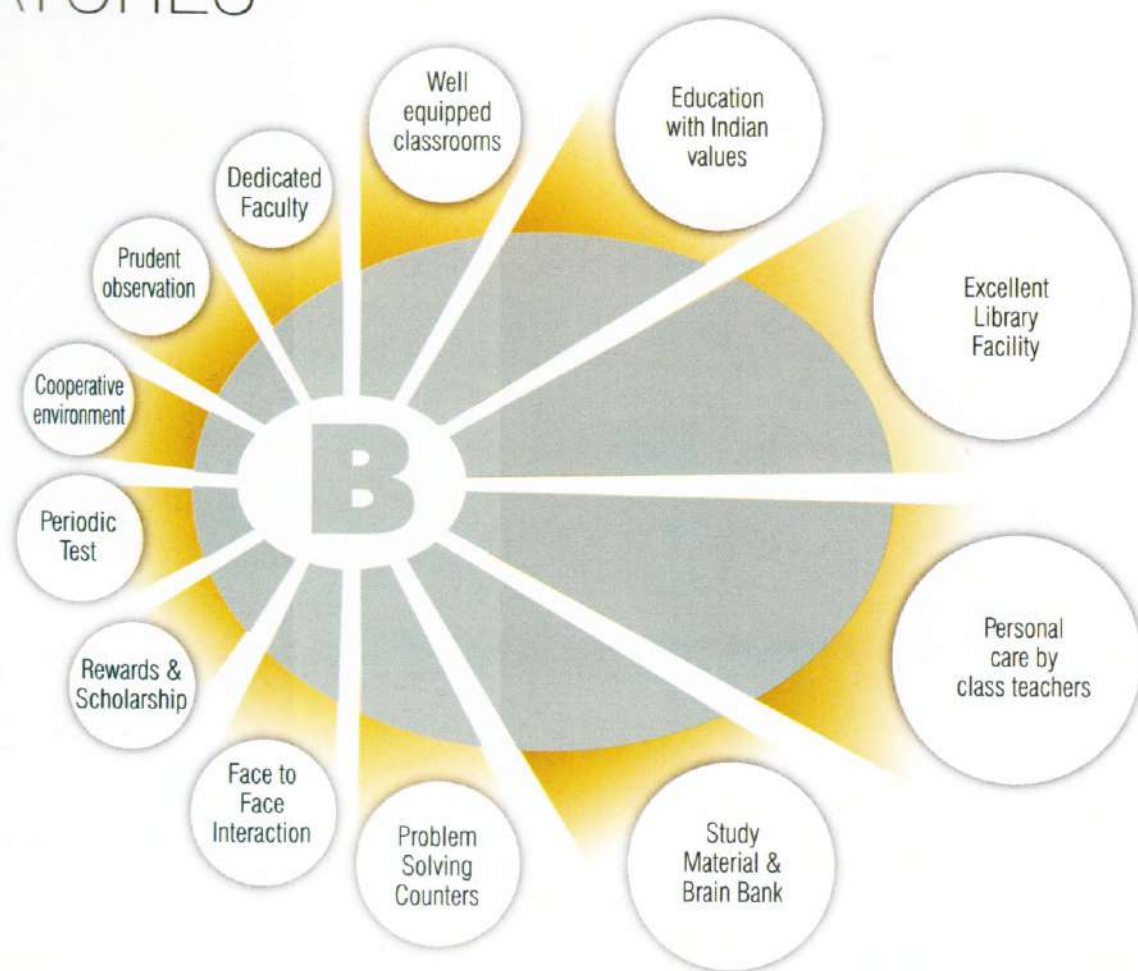 Well
equipped
classrooms
Education
with Indian
values
Excellent
Library
Facility
Personal
care by
class teachers
Study
Material &
Brain Bank
Problem
Solving
Counters
Face to
Face
Interaction
Rewards &
Scholarship
Periodic
Test
Cooperative
environment
Prudent
observation
Dedicated
Faculty
B